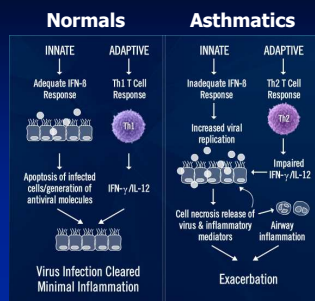 Normals
INNATE
ADAPTIVE
Adequate IFN-ß
Response
Th1 T Cell
Response
Th1
Apoptosis of infected
cells/generation of
antiviral molecules
IFN-γ/IL-12
Virus Infection Cleared
Minimal Inflammation
Asthmatics
INNATE
ADAPTIVE
Inadequate IFN-ß
Response
Th2 T Cell
Response
Th2
Increased viral
replication
Impaired
IFN-γ/IL-12
Cell necrosis release of
virus & inflammatory
mediators
Airway
inflammation
Exacerbation